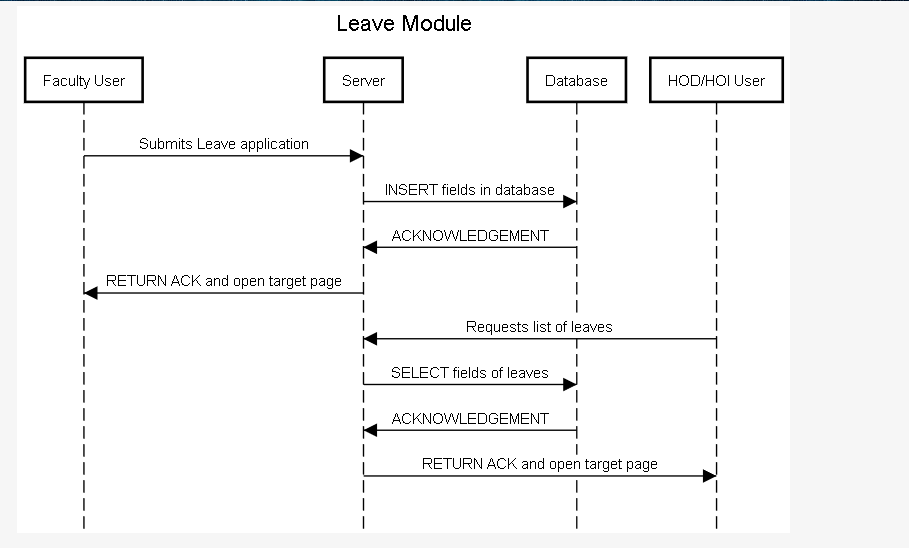 Leave Module
Faculty User
Server
Database
HOD/HOI User
Submits Leave application
INSERT fields in database
ACKNOWLEDGEMENT
RETURN ACK and open target page
Requests list of leaves
SELECT fields of leaves
ACKNOWLEDGEMENT
RETURN ACK and open target page